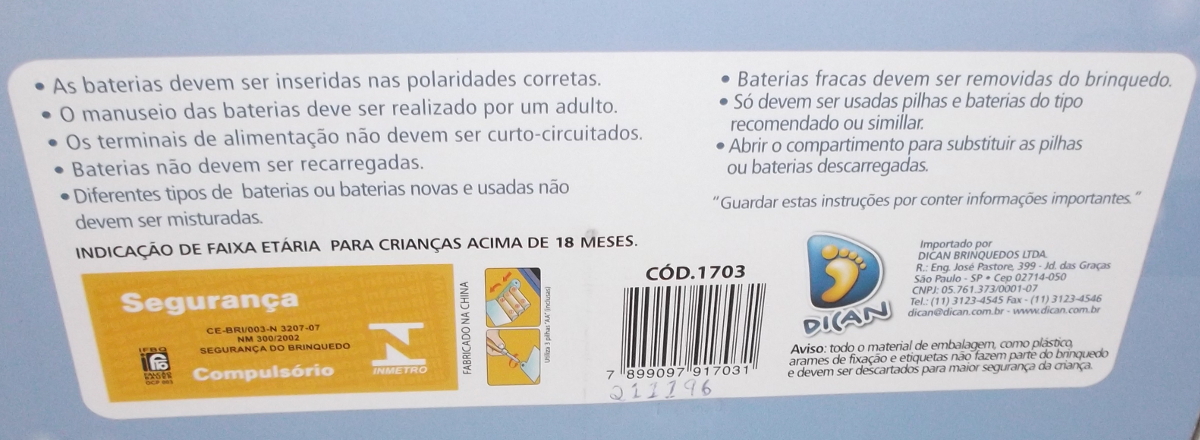 • As baterias devem ser inseridas nas polaridades corretas.
• O manuseio das baterias deve ser realizado por um adulto.
• Os terminais de alimentação não devem ser curto-circuitados.
• Baterias não devem ser recarregadas.
• Diferentes tipos de baterias ou baterias novas e usadas não
devem ser misturadas.
• Baterias fracas devem ser removidas do brinquedo.
• Só devem ser usadas pilhas e baterias do tipo
recomendado ou simillar.
• Abrir o compartimento para substituir as pilhas
ou baterias descarregadas.
"Guardar estas instruções por conter informações importantes."
INDICAÇÃO DE FAIXA ETÁRIA PARA CRIANÇAS ACIMA DE 18 MESES.
Segurança
CE-BRI/003-N 3207-07
NM 300/2002
SEGURANÇA DO BRINQUEDO
Compulsório
IFBQ
OCP 003
INMETRO
FABRICADO NA CHINA
Utiliza 3 pilhas "AA" (inclusas)
CÓD.1703
7 899097 917031
211196
DICAN
Importado por
DICAN BRINQUEDOS LTDA.
R.: Eng. José Pastore, 399 - Jd. das Graças
São Paulo - SP • Cep 02714-050
CNPJ: 05.761.373/0001-07
Tel.: (11) 3123-4545 Fax - (11) 3123-4546
dican@dican.com.br - www.dican.com.br
Aviso: todo o material de embalagem, como plástico,
arames de fixação e etiquetas não fazem parte do brinquedo
e devem ser descartados para maior segurança da criança.